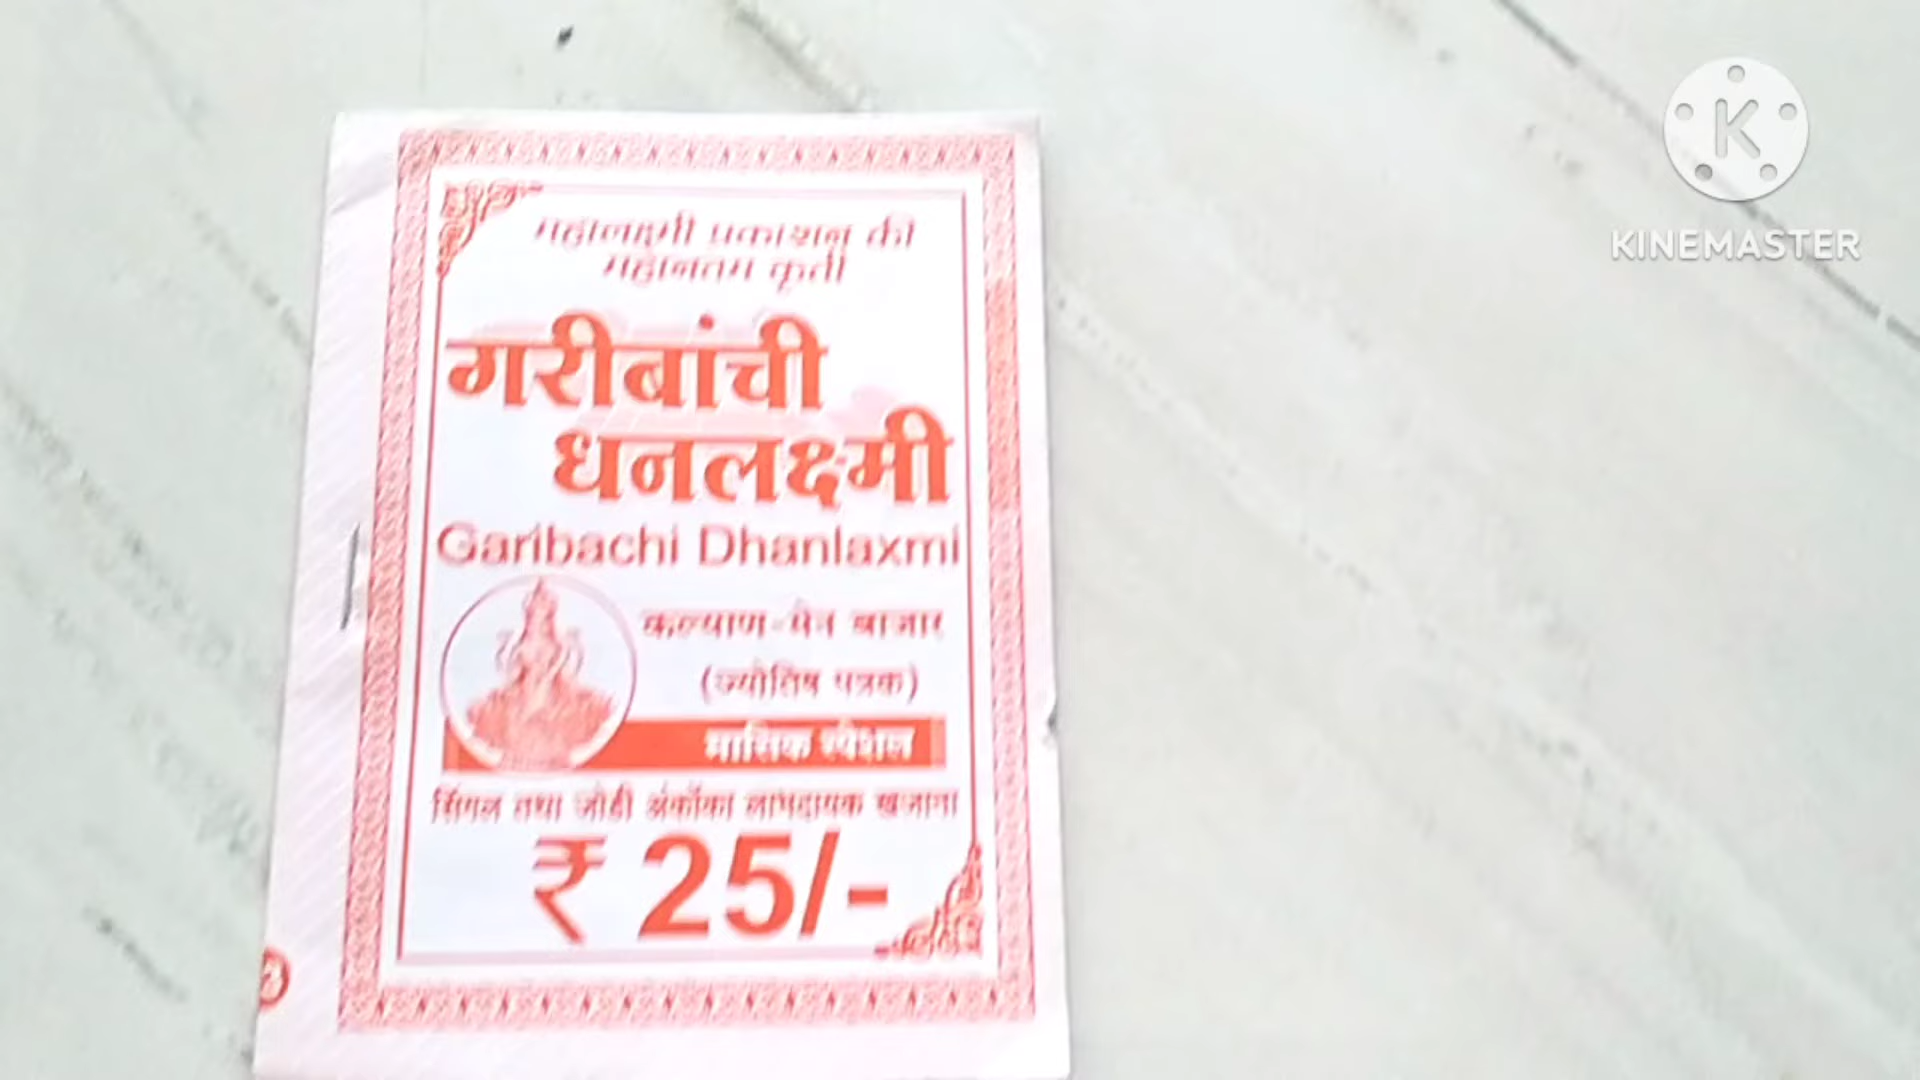 महालक्ष्मी प्रकाशन की
महानतम कृती
गरीबांची
धनलक्ष्मी
Garibachi Dhanlaxmi
कल्याण-मेन बाजार
(ज्योतिष पत्रक)
मासिक स्पेशल
सिंगल तथा जोडी अंकोंका लाभदायक खजाना
₹ 25/-
K
KINEMASTER